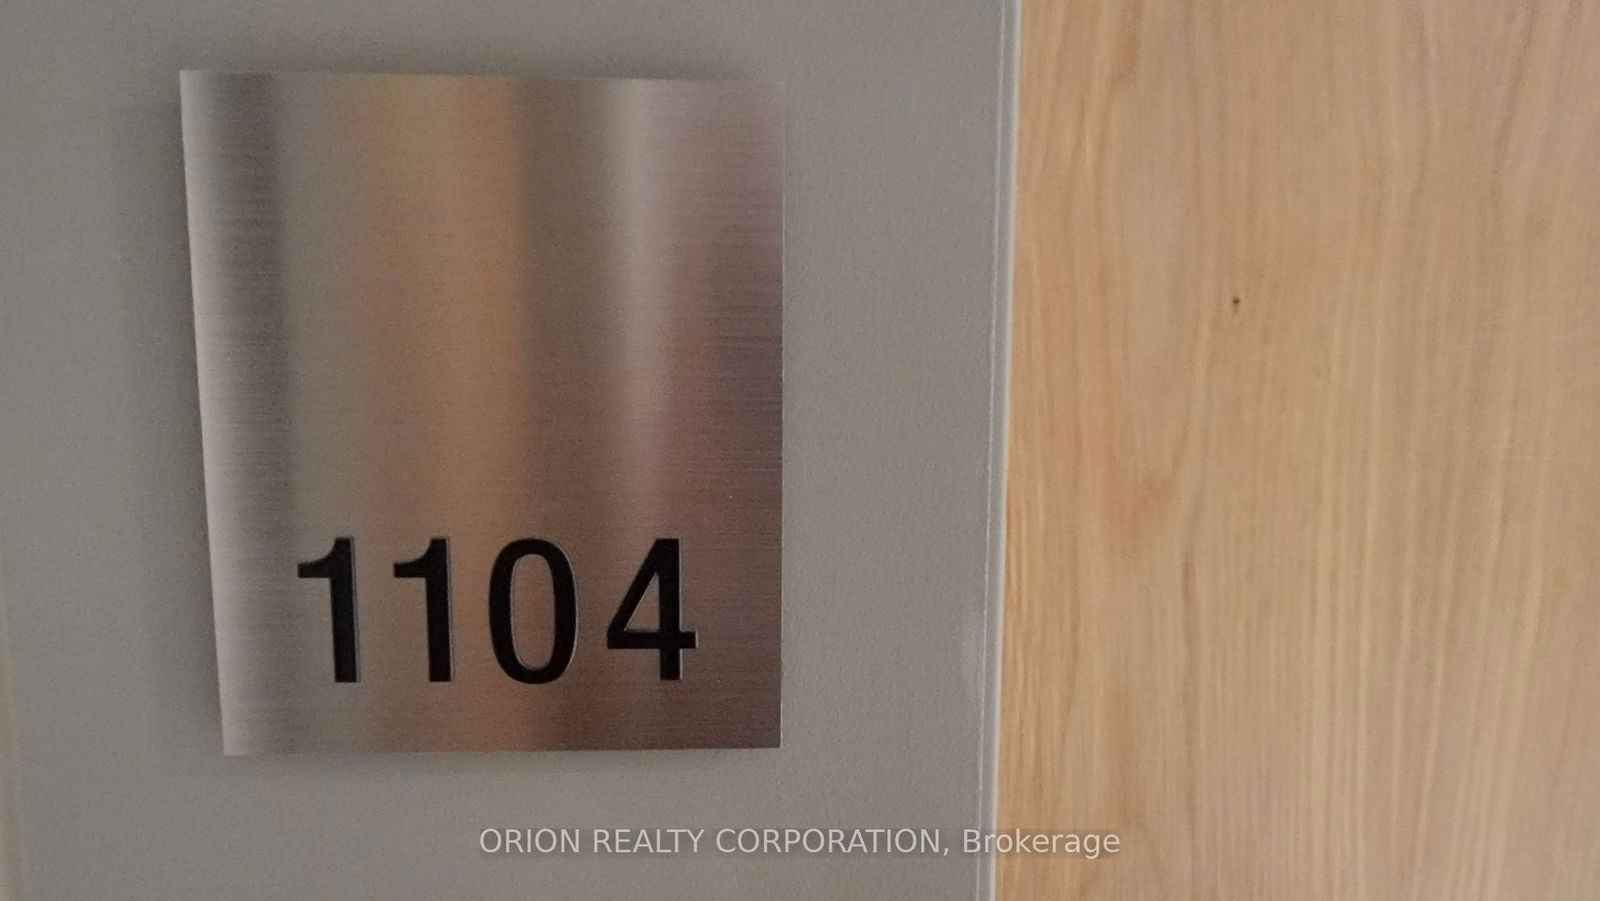 1104
ORION REALTY CORPORATION, Brokerage